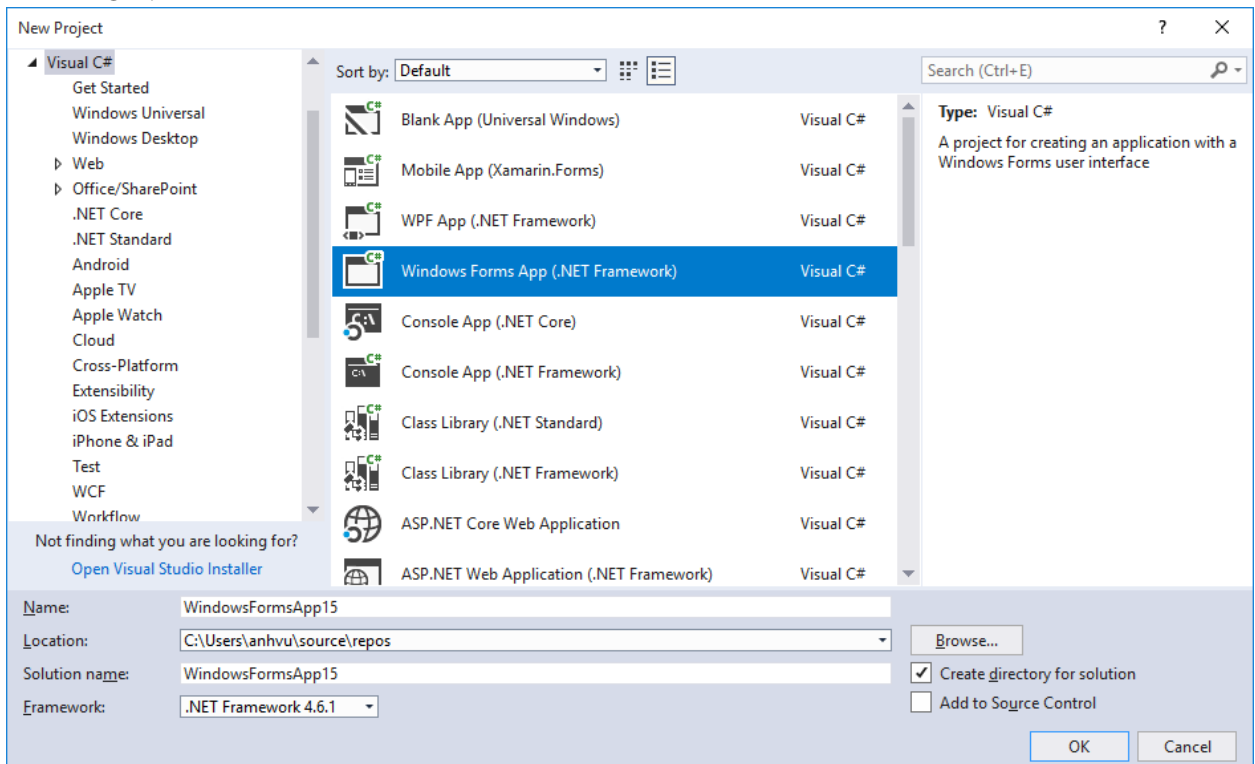 New Project
?
Visual C#
Get Started
Windows Universal
Windows Desktop
Web
Office/SharePoint
.NET Core
.NET Standard
Android
Apple TV
Apple Watch
Cloud
Cross-Platform
Extensibility
iOS Extensions
iPhone & iPad
Test
WCF
Workflow
Not finding what you are looking for?
Open Visual Studio Installer
Sort by: Default
Blank App (Universal Windows) Visual C#
Mobile App (Xamarin.Forms) Visual C#
WPF App (.NET Framework) Visual C#
Windows Forms App (.NET Framework) Visual C#
Console App (.NET Core) Visual C#
Console App (.NET Framework) Visual C#
Class Library (.NET Standard) Visual C#
Class Library (.NET Framework) Visual C#
ASP.NET Core Web Application Visual C#
ASP.NET Web Application (.NET Framework) Visual C#
Search (Ctrl+E)
Type: Visual C#
A project for creating an application with a
Windows Forms user interface
Name: WindowsFormsApp15
Location: C:\Users\anhvu\source\repos
Browse...
Solution name: WindowsFormsApp15
Create directory for solution
Framework: .NET Framework 4.6.1
Add to Source Control
OK Cancel